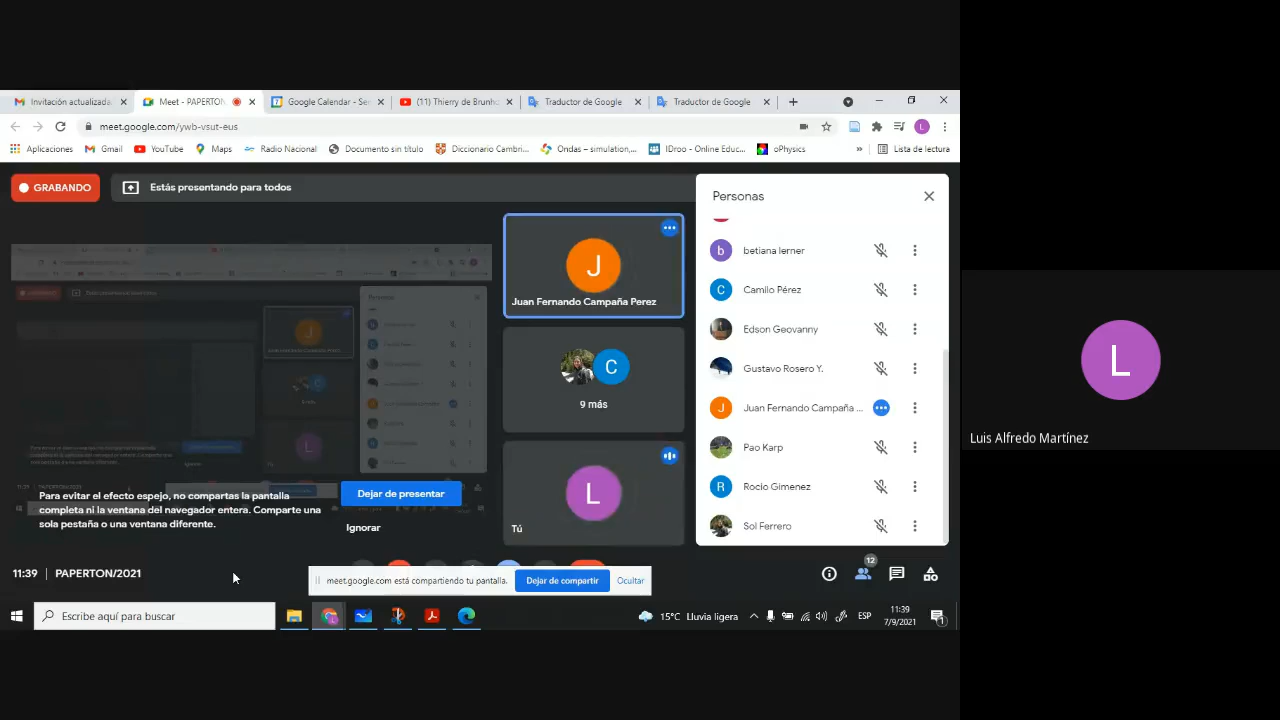 Invitación actualizada
Meet - PAPERTON
Google Calendar - Se
(11) Thierry de Brunh
Traductor de Google
Traductor de Google
meet.google.com/ywb-vsut-eus
Aplicaciones
Gmail
YouTube
Maps
Radio Nacional
Documento sin título
Diccionario Cambri...
Ondas – simulation,...
IDroo - Online Educ...
oPhysics
»
Lista de lectura
GRABANDO
Estás presentando para todos
Personas
J
Juan Fernando Campaña Perez
b
betiana lerner
C
Camilo Pérez
Edson Geovanny
Gustavo Rosero Y.
J
Juan Fernando Campaña ...
Pao Karp
R
Rocio Gimenez
Sol Ferrero
C
9 más
L
Tú
Para evitar el efecto espejo, no compartas la pantalla
completa ni la ventana del navegador entera. Comparte una
sola pestaña o una ventana diferente.
Dejar de presentar
Ignorar
L
Luis Alfredo Martínez
11:39 | PAPERTON/2021
meet.google.com está compartiendo tu pantalla.
Dejar de compartir
Ocultar
12
Escribe aquí para buscar
15°C Lluvia ligera
ESP
11:39
7/9/2021
1